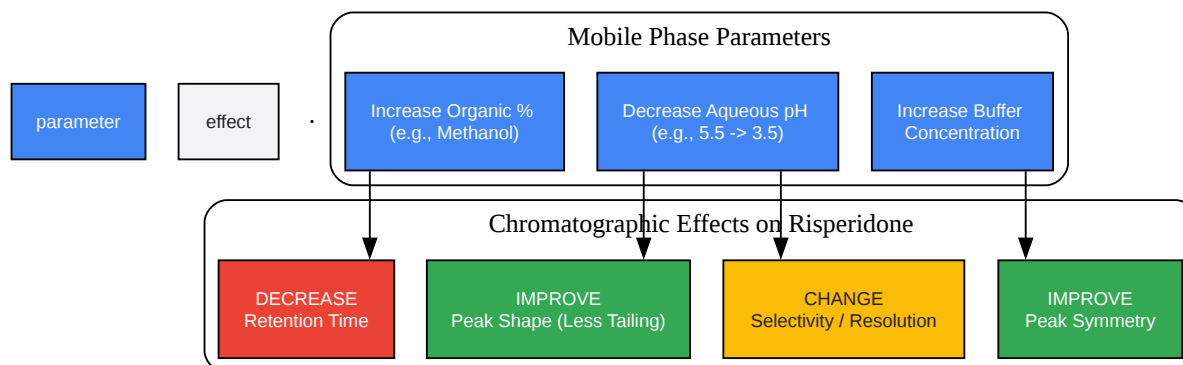 Mobile Phase Parameters
parameter
effect
.
Increase Organic %
(e.g., Methanol)
Decrease Aqueous pH
(e.g., 5.5 -> 3.5)
Increase Buffer
Concentration
Chromatographic Effects on Risperidone
DECREASE
Retention Time
IMPROVE
Peak Shape (Less Tailing)
CHANGE
Selectivity / Resolution
IMPROVE
Peak Symmetry